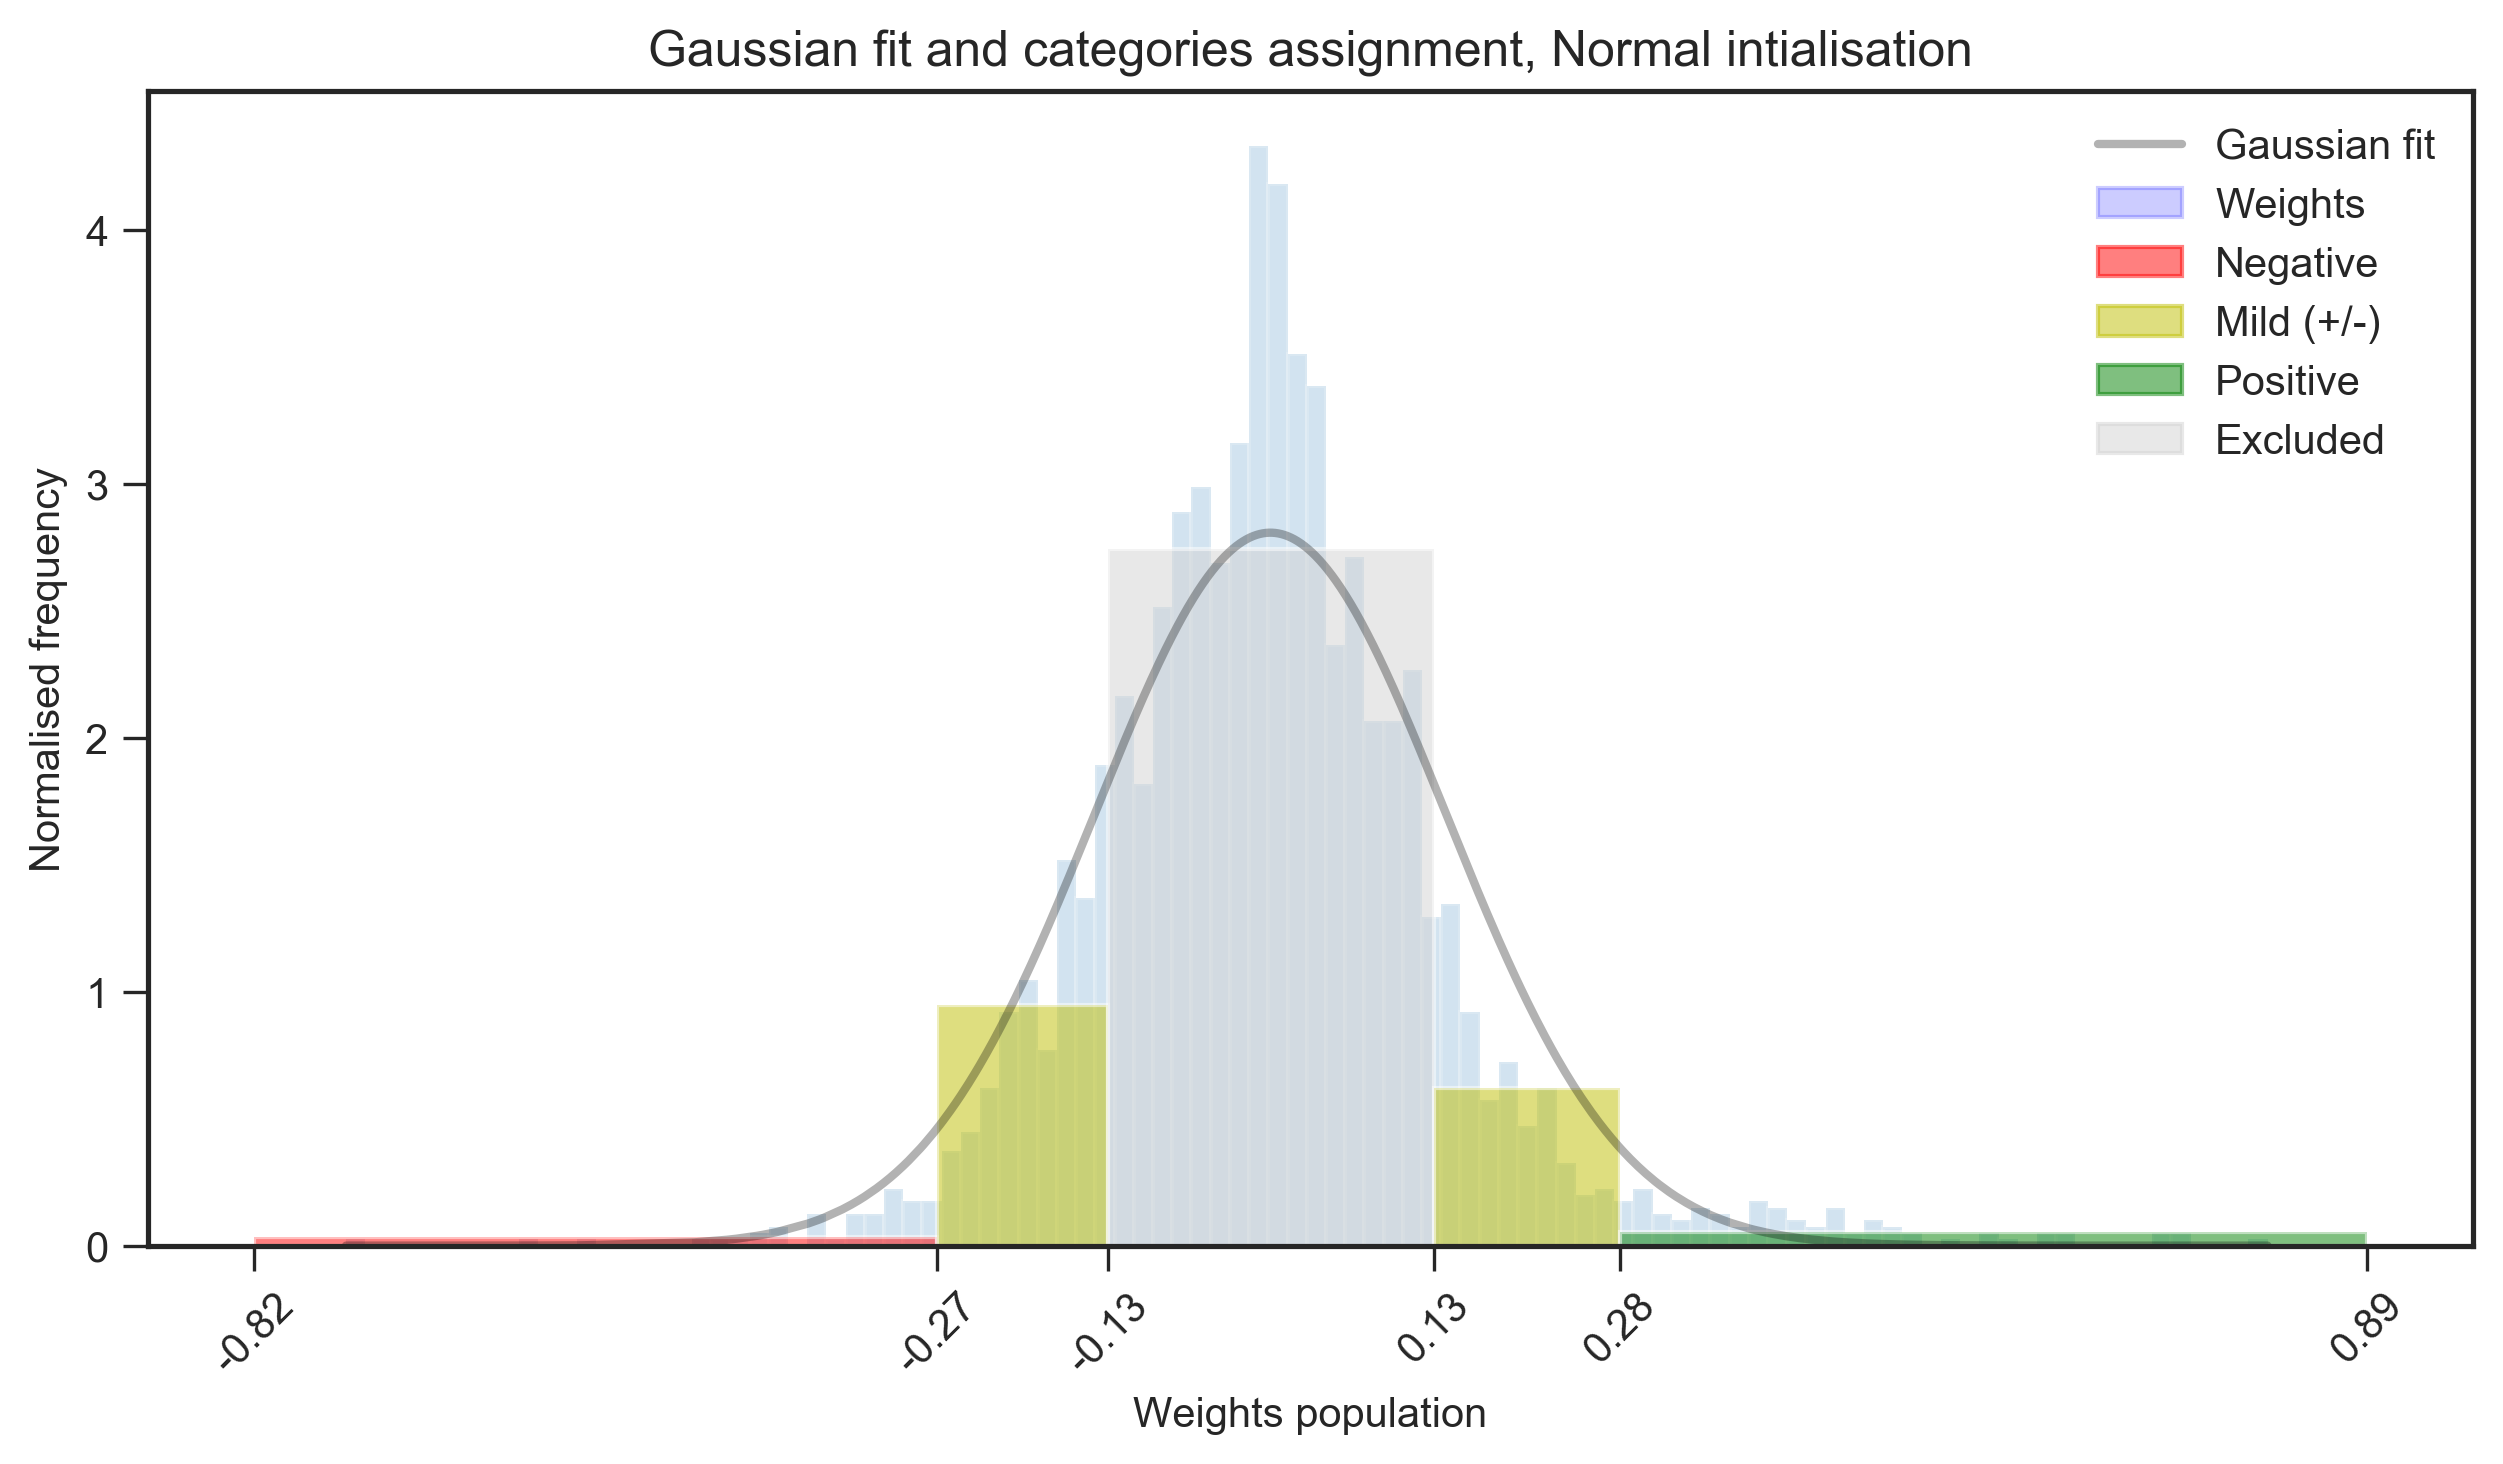 Gaussian fit and categories assignment, Normal intialisation
Gaussian fit
Weights
Negative
Mild (+/-)
Positive
Excluded
Normalised frequency
4
3
2
1
0
-0.82
-0.27
-0.13
0.13
0.28
0.89
Weights population